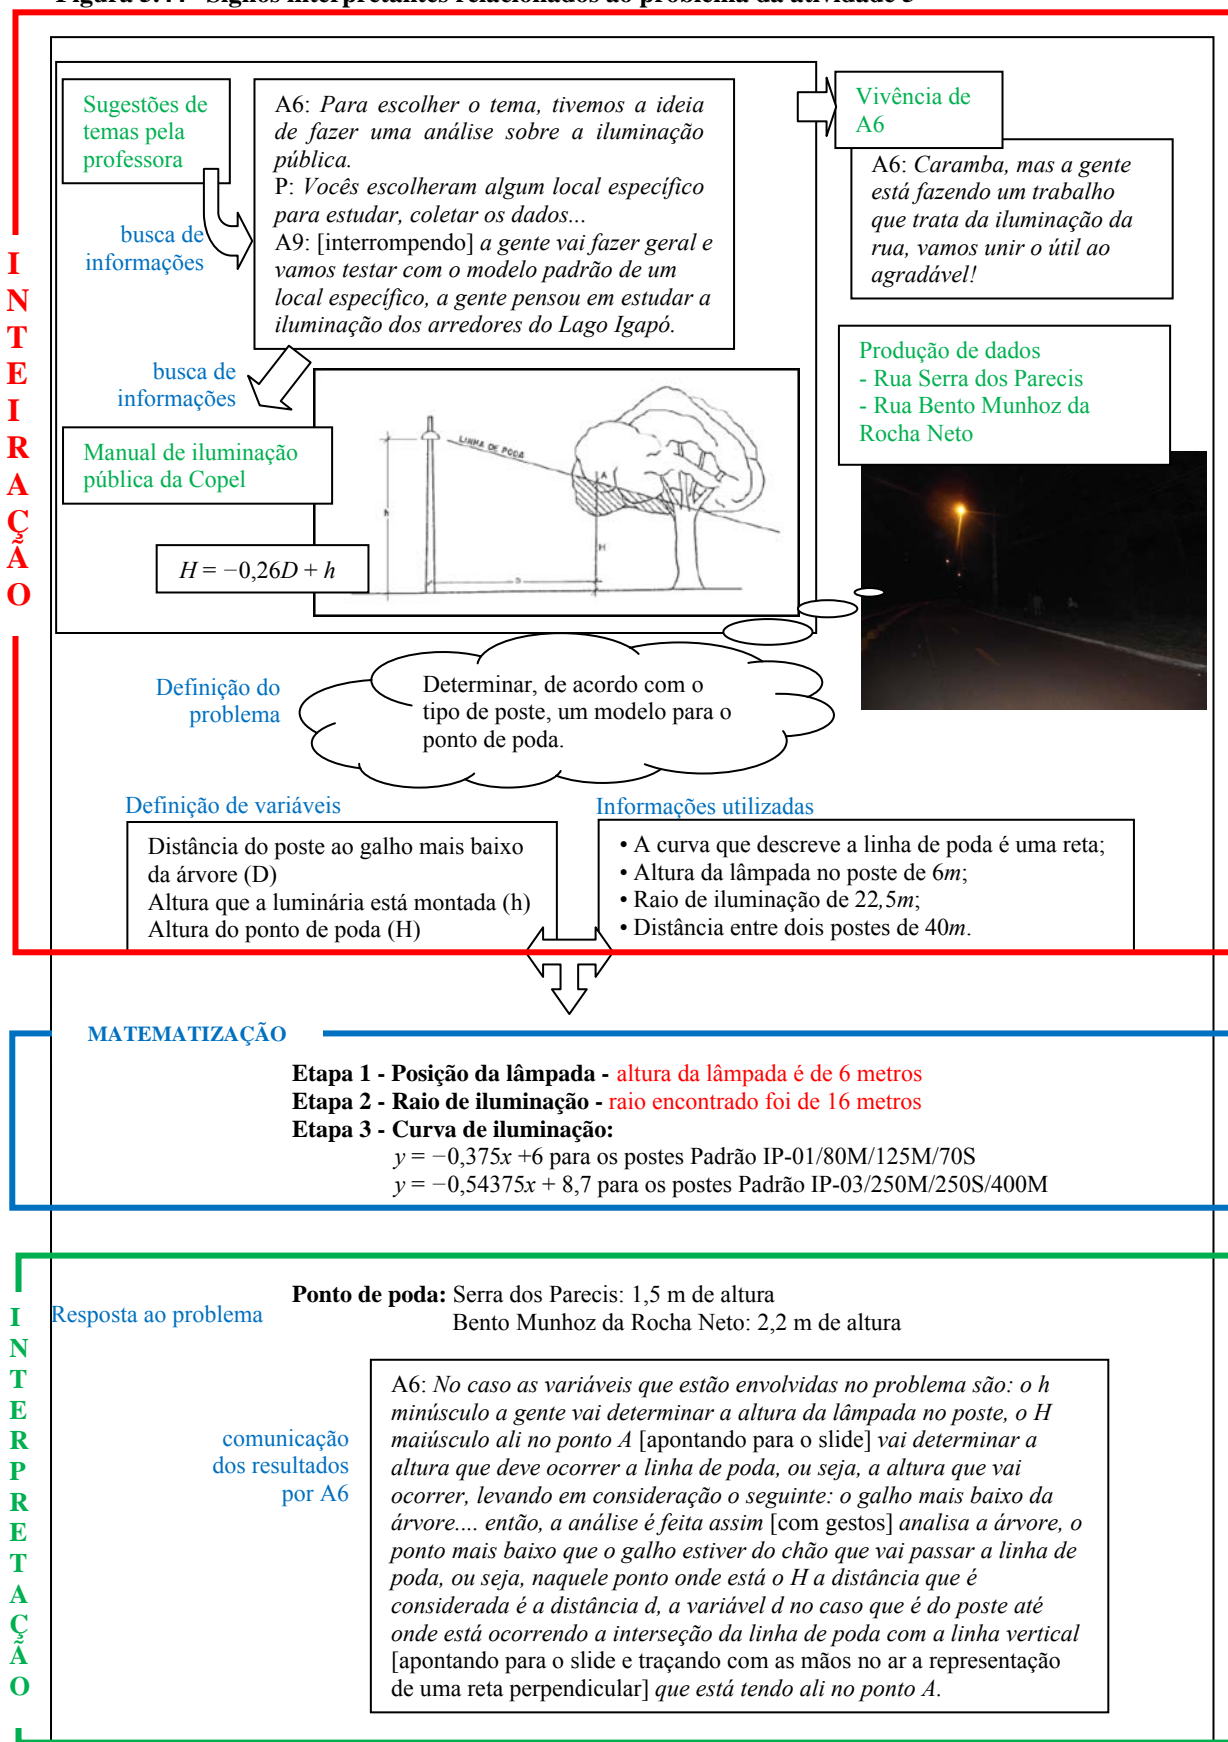 Figura 5.44 - Signos interpretantes relacionados ao problema da atividade 5
INTEIRAÇÃO
Sugestões de
temas pela
professora
busca de
informações
A6: Para escolher o tema, tivemos a ideia
de fazer uma análise sobre a iluminação
pública.
P: Vocês escolheram algum local específico
para estudar, coletar os dados...
A9: [interrompendo] a gente vai fazer geral e
vamos testar com o modelo padrão de um
local específico, a gente pensou em estudar a
iluminação dos arredores do Lago Igapó.
Vivência de
A6
A6: Caramba, mas a gente
está fazendo um trabalho
que trata da iluminação da
rua, vamos unir o útil ao
agradável!
busca de
informações
Manual de iluminação
pública da Copel
H = −0,26D + h
LINHA DE PODA
A
h
H
D
Produção de dados
- Rua Serra dos Parecis
- Rua Bento Munhoz da
Rocha Neto
Definição do
problema
Determinar, de acordo com o
tipo de poste, um modelo para o
ponto de poda.
Definição de variáveis
Distância do poste ao galho mais baixo
da árvore (D)
Altura que a luminária está montada (h)
Altura do ponto de poda (H)
Informações utilizadas
• A curva que descreve a linha de poda é uma reta;
• Altura da lâmpada no poste de 6m;
• Raio de iluminação de 22,5m;
• Distância entre dois postes de 40m.
MATEMATIZAÇÃO
Etapa 1 - Posição da lâmpada - altura da lâmpada é de 6 metros
Etapa 2 - Raio de iluminação - raio encontrado foi de 16 metros
Etapa 3 - Curva de iluminação:
y = −0,375x +6 para os postes Padrão IP-01/80M/125M/70S
y = −0,54375x + 8,7 para os postes Padrão IP-03/250M/250S/400M
INTERPRETAÇÃO
Resposta ao problema
Ponto de poda: Serra dos Parecis: 1,5 m de altura
Bento Munhoz da Rocha Neto: 2,2 m de altura
comunicação
dos resultados
por A6
A6: No caso as variáveis que estão envolvidas no problema são: o h
minúsculo a gente vai determinar a altura da lâmpada no poste, o H
maiúsculo ali no ponto A [apontando para o slide] vai determinar a
altura que deve ocorrer a linha de poda, ou seja, a altura que vai
ocorrer, levando em consideração o seguinte: o galho mais baixo da
árvore.... então, a análise é feita assim [com gestos] analisa a árvore, o
ponto mais baixo que o galho estiver do chão que vai passar a linha de
poda, ou seja, naquele ponto onde está o H a distância que é
considerada é a distância d, a variável d no caso que é do poste até
onde está ocorrendo a interseção da linha de poda com a linha vertical
[apontando para o slide e traçando com as mãos no ar a representação
de uma reta perpendicular] que está tendo ali no ponto A.